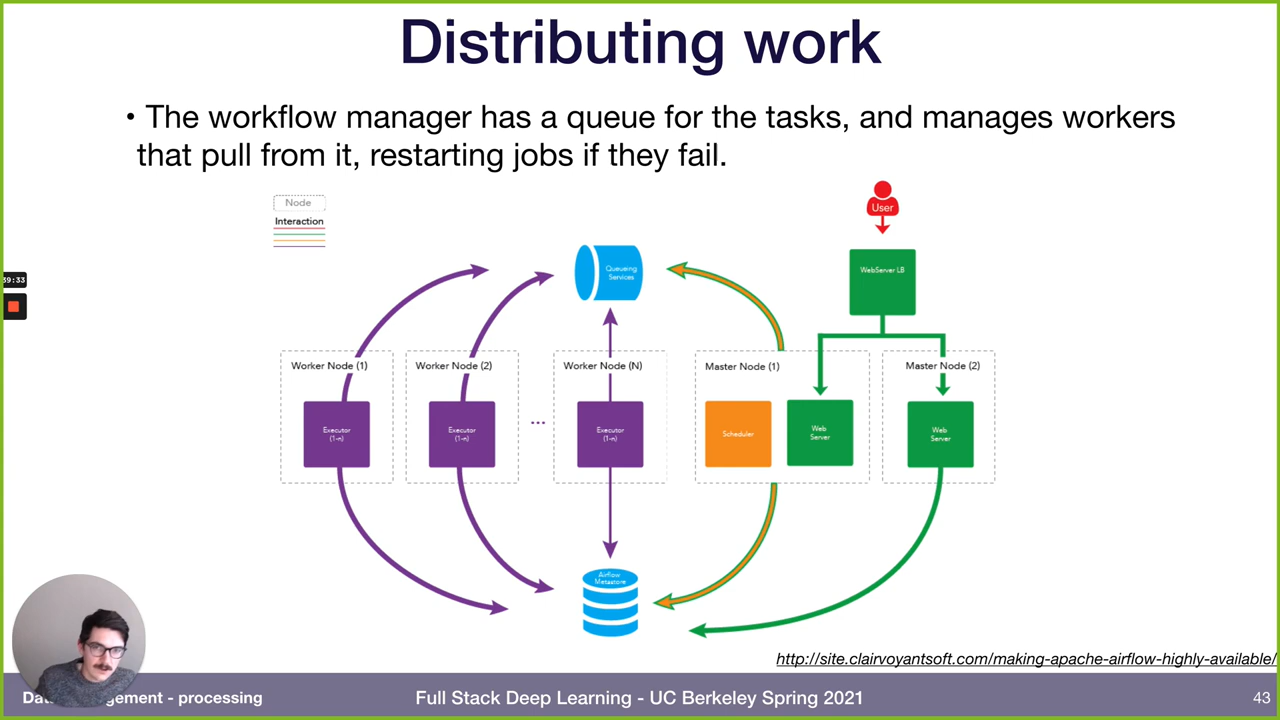 Distributing work
• The workflow manager has a queue for the tasks, and manages workers
that pull from it, restarting jobs if they fail.
Node
Interaction
User
Queueing
Services
WebServer LB
39:33
Worker Node (1)
Worker Node (2)
Worker Node (N)
Master Node (1)
Master Node (2)
Executor
(1-n)
Executor
(1-n)
...
Executor
(1-n)
Scheduler
Web
Server
Web
Server
Airflow
Metastore
http://site.clairvoyantsoft.com/making-apache-airflow-highly-available/
gement - processing
Full Stack Deep Learning - UC Berkeley Spring 2021
43